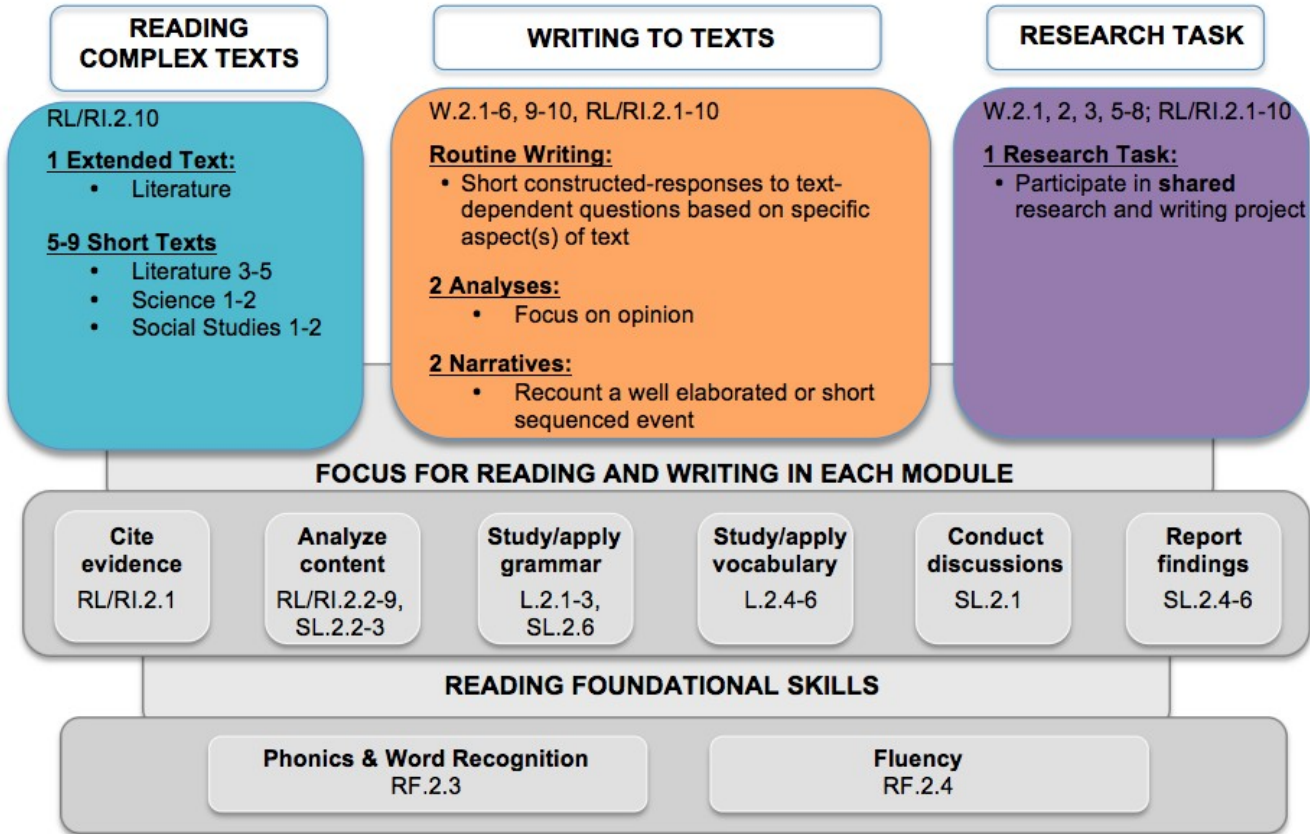 READING
COMPLEX TEXTS
WRITING TO TEXTS
RESEARCH TASK
RL/RI.2.10
1 Extended Text:
• Literature
5-9 Short Texts
• Literature 3-5
• Science 1-2
• Social Studies 1-2
W.2.1-6, 9-10, RL/RI.2.1-10
Routine Writing:
• Short constructed-responses to text-
dependent questions based on specific
aspect(s) of text
2 Analyses:
• Focus on opinion
2 Narratives:
• Recount a well elaborated or short
sequenced event
W.2.1, 2, 3, 5-8; RL/RI.2.1-10
1 Research Task:
• Participate in shared
research and writing project
FOCUS FOR READING AND WRITING IN EACH MODULE
Cite
evidence
RL/RI.2.1
Analyze
content
RL/RI.2.2-9,
SL.2.2-3
Study/apply
grammar
L.2.1-3,
SL.2.6
Study/apply
vocabulary
L.2.4-6
Conduct
discussions
SL.2.1
Report
findings
SL.2.4-6
READING FOUNDATIONAL SKILLS
Phonics & Word Recognition
RF.2.3
Fluency
RF.2.4